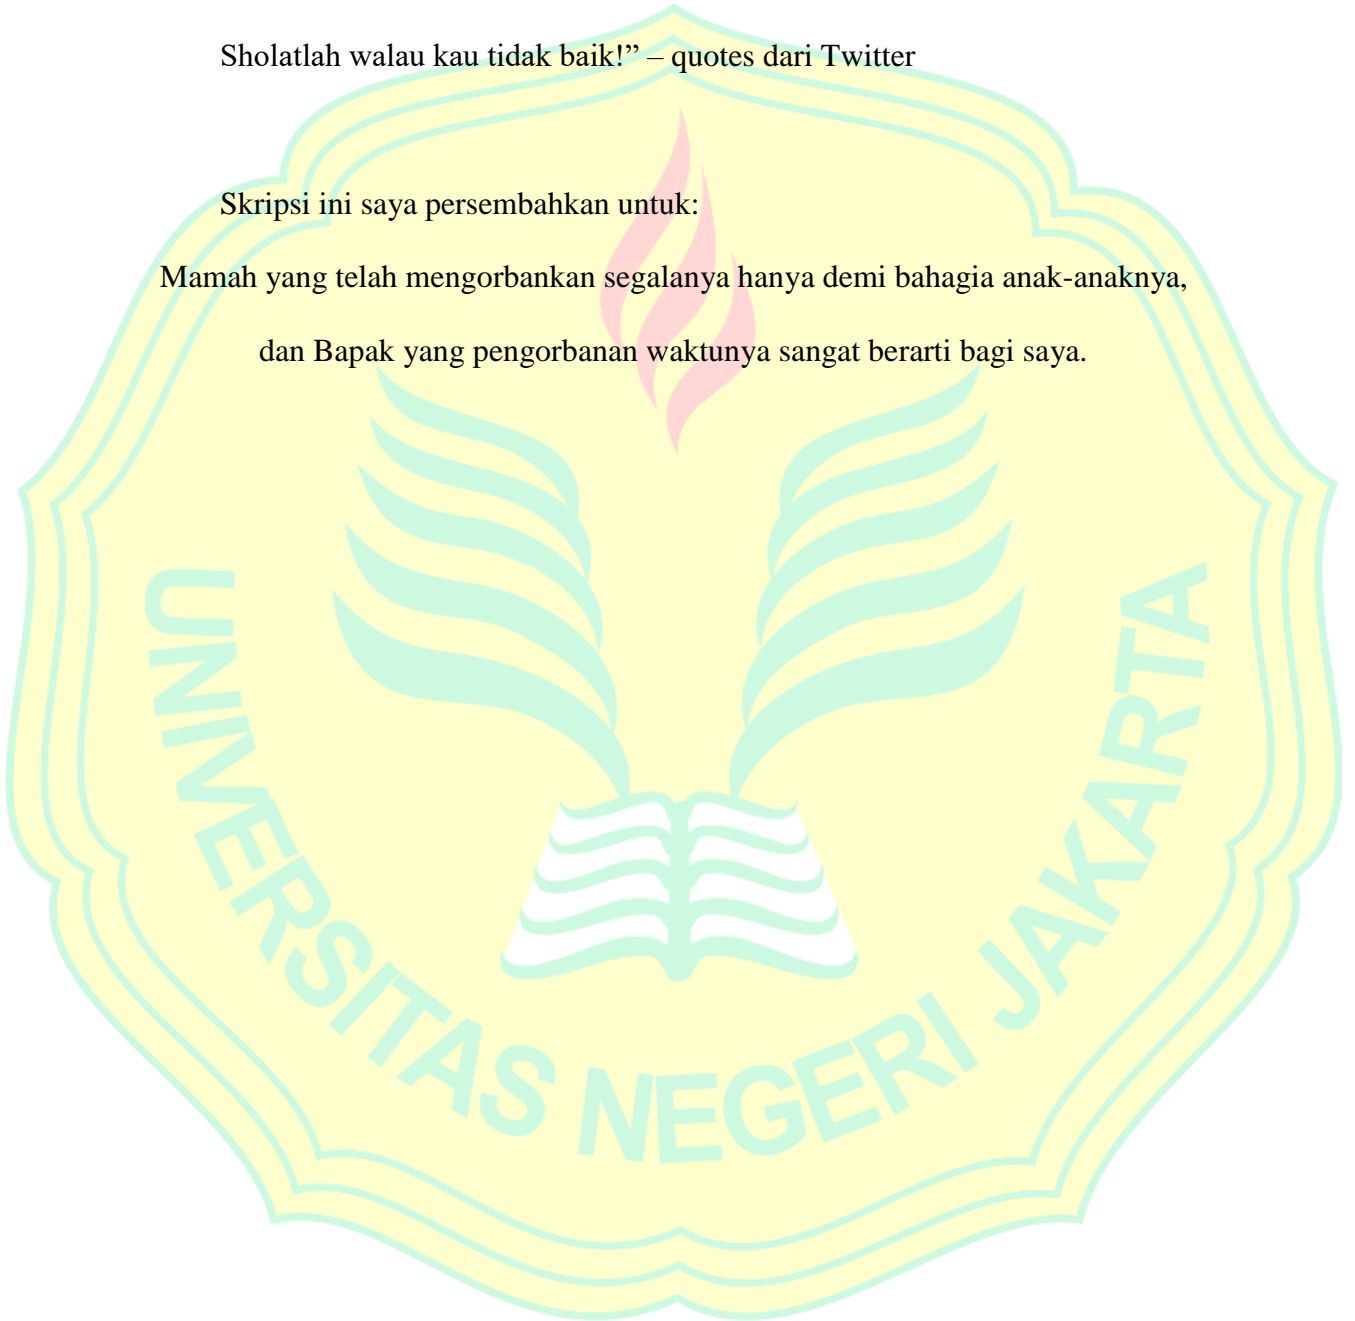 Sholatlah walau kau tidak baik!” – quotes dari Twitter
Skripsi ini saya persembahkan untuk:
Mamah yang telah mengorbankan segalanya hanya demi bahagia anak-anaknya,
dan Bapak yang pengorbanan waktunya sangat berarti bagi saya.
UNIVERSITAS NEGERI JAKARTA